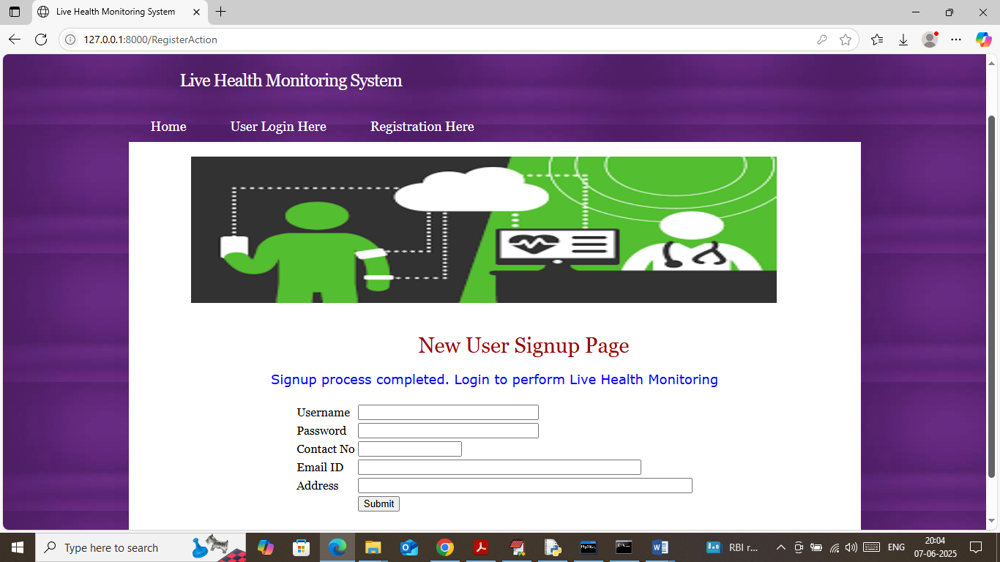 Live Health Monitoring System
127.0.0.1:8000/RegisterAction
Live Health Monitoring System
Home User Login Here Registration Here
New User Signup Page
Signup process completed. Login to perform Live Health Monitoring
Username
Password
Contact No
Email ID
Address
Submit
Type here to search
RBI r...
ENG
20:04
07-06-2025